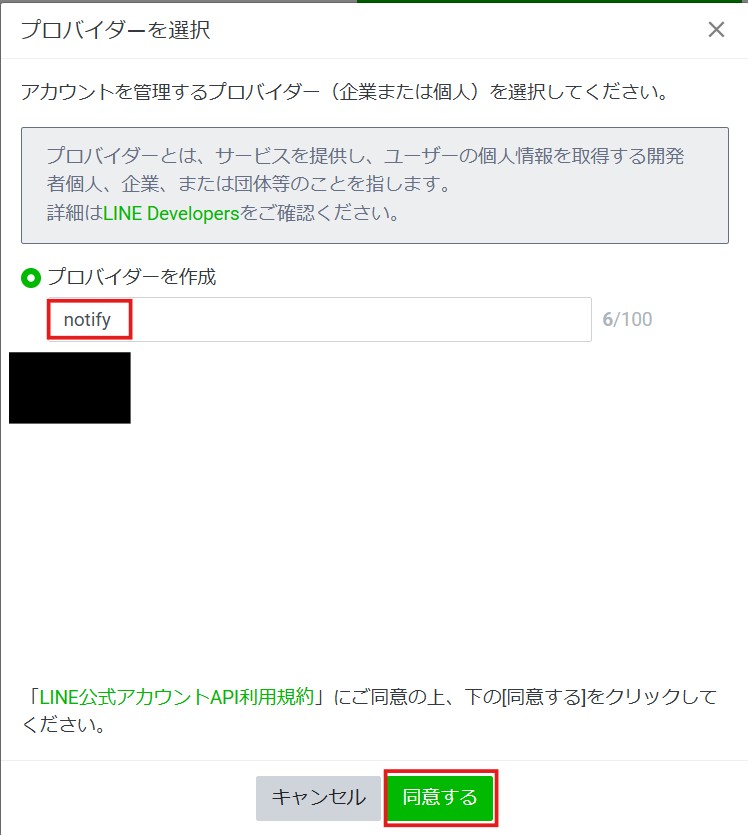 プロバイダーを選択
アカウントを管理するプロバイダー（企業または個人）を選択してください。
プロバイダーとは、サービスを提供し、ユーザーの個人情報を取得する開発
者個人、企業、または団体等のことを指します。
詳細はLINE Developersをご確認ください。
プロバイダーを作成
notify 6/100
「LINE公式アカウントAPI利用規約」にご同意の上、下の[同意する]をクリックして
ください。
キャンセル 同意する